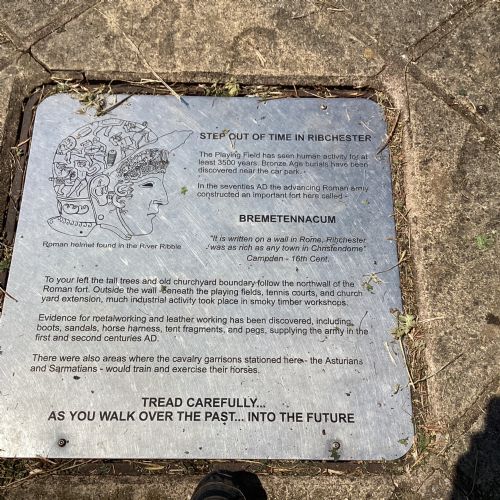 STEP OUT OF TIME IN RIBCHESTER
The Playing Field has seen human activity for at
least 3500 years. Bronze Age burials have been
discovered near the car park.
In the seventies AD the advancing Roman army
constructed an important fort here called -
BREMETENNACUM
"It is written on a wall in Rome, Ribchester
was as rich as any town in Christendome"
Campden - 16th Cent.
Roman helmet found in the River Ribble
To your left the tall trees and old churchyard boundary follow the northwall of the
Roman fort. Outside the wall beneath the playing fields, tennis courts, and church
yard extension, much industrial activity took place in smoky timber workshops.
Evidence for metalworking and leather working has been discovered, including
boots, sandals, horse harness, tent fragments, and pegs, supplying the army in the
first and second centuries AD.
There were also areas where the cavalry garrisons stationed here - the Asturians
and Sarmatians - would train and exercise their horses.
TREAD CAREFULLY...
AS YOU WALK OVER THE PAST... INTO THE FUTURE